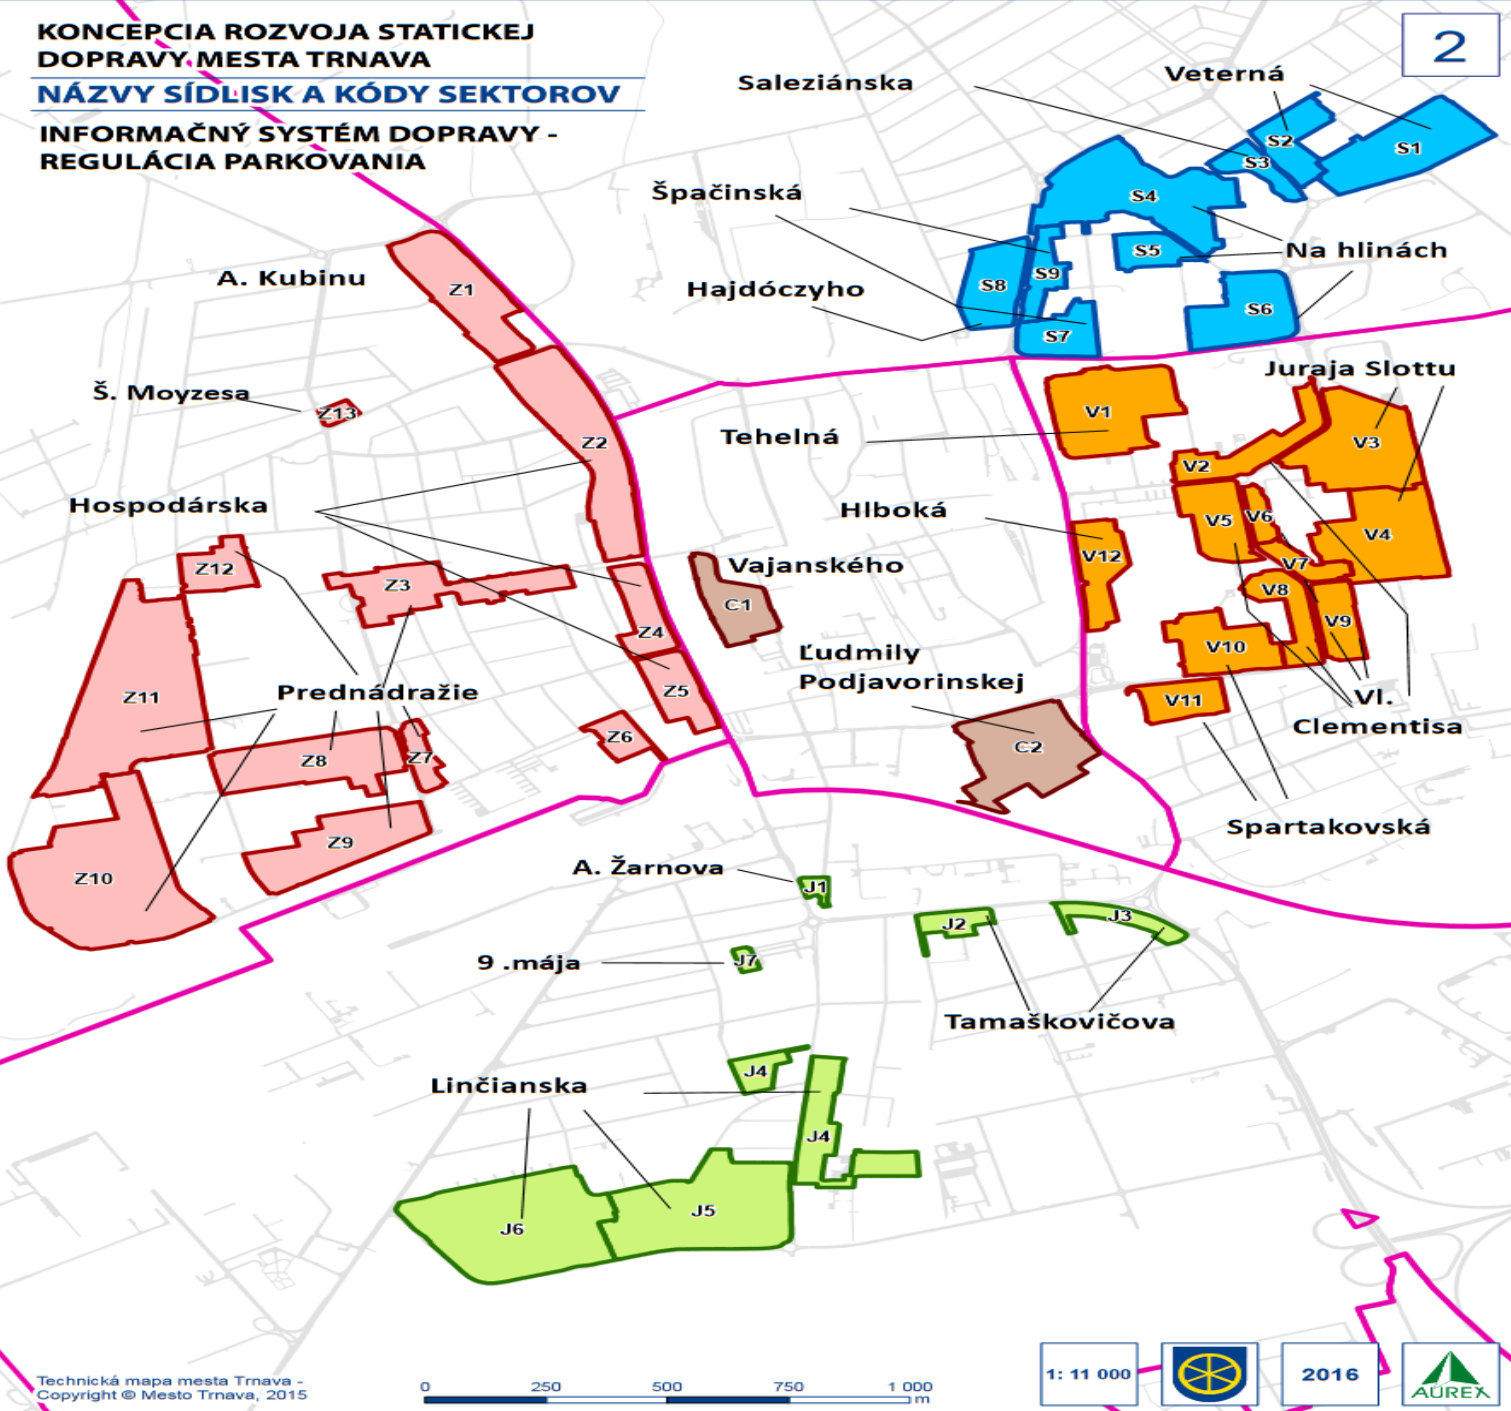 KONCEPCIA ROZVOJA STATICKEJ
DOPRAVY MESTA TRNAVA
NÁZVY SÍDLISK A KÓDY SEKTOROV
INFORMAČNÝ SYSTÉM DOPRAVY -
REGULÁCIA PARKOVANIA
2
Saleziánska
Veterná
S2
S1
S3
Špačinská
S4
A. Kubinu
Z1
Hajdóczyho
S8
S9
S5
Na hlinách
S6
S7
Š. Moyzesa
Z13
Z2
Tehelná
V1
Juraja Slottu
V3
V2
Hospodárska
Hlboká
V5
V6
V4
Z12
Z3
Vajanského
V12
V7
C1
V8
Z4
V9
Ľudmily
Podjavorinskej
V10
Z11
Prednádražie
Z5
V11
Vl.
Clementisa
Z6
C2
Z8
Z7
Spartakovská
Z9
Z10
A. Žarnova
J1
J2
J3
9 .mája
J7
Tamaškovičova
Linčianska
J4
J4
J6
J5
Technická mapa mesta Trnava -
Copyright © Mesto Trnava, 2015
0 250 500 750 1 000
m
1: 11 000
2016
AUREX